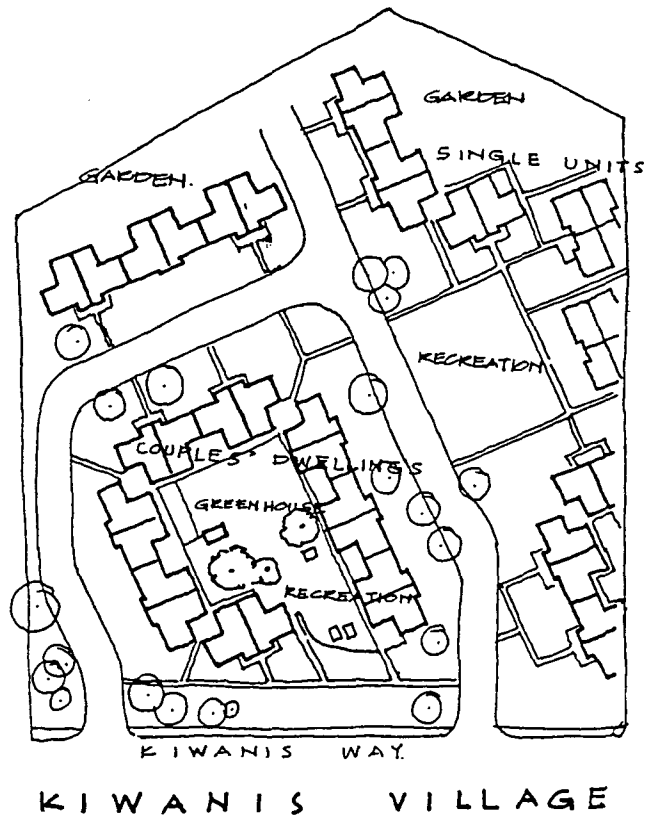 GARDEN
SINGLE UNITS
GARDEN.
RECREATION
COUPLES' DWELLINGS
GREENHOUSE
RECREATION
KIWANIS WAY.
KIWANIS VILLAGE